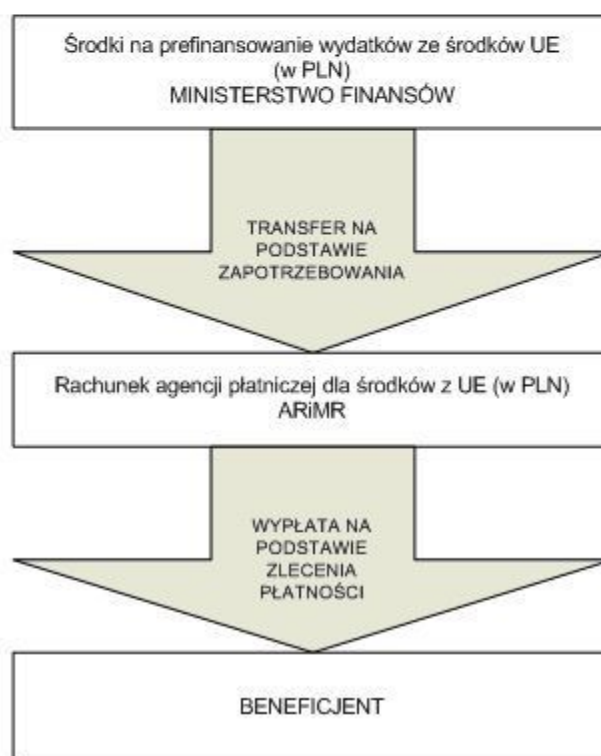 Środki na prefinansowanie wydatków ze środków UE
(w PLN)
MINISTERSTWO FINANSÓW
TRANSFER NA
PODSTAWIE
ZAPOTRZEBOWANIA
Rachunek agencji płatniczej dla środków z UE (w PLN)
ARiMR
WYPŁATA NA
PODSTAWIE
ZLECENIA
PŁATNOŚCI
BENEFICJENT